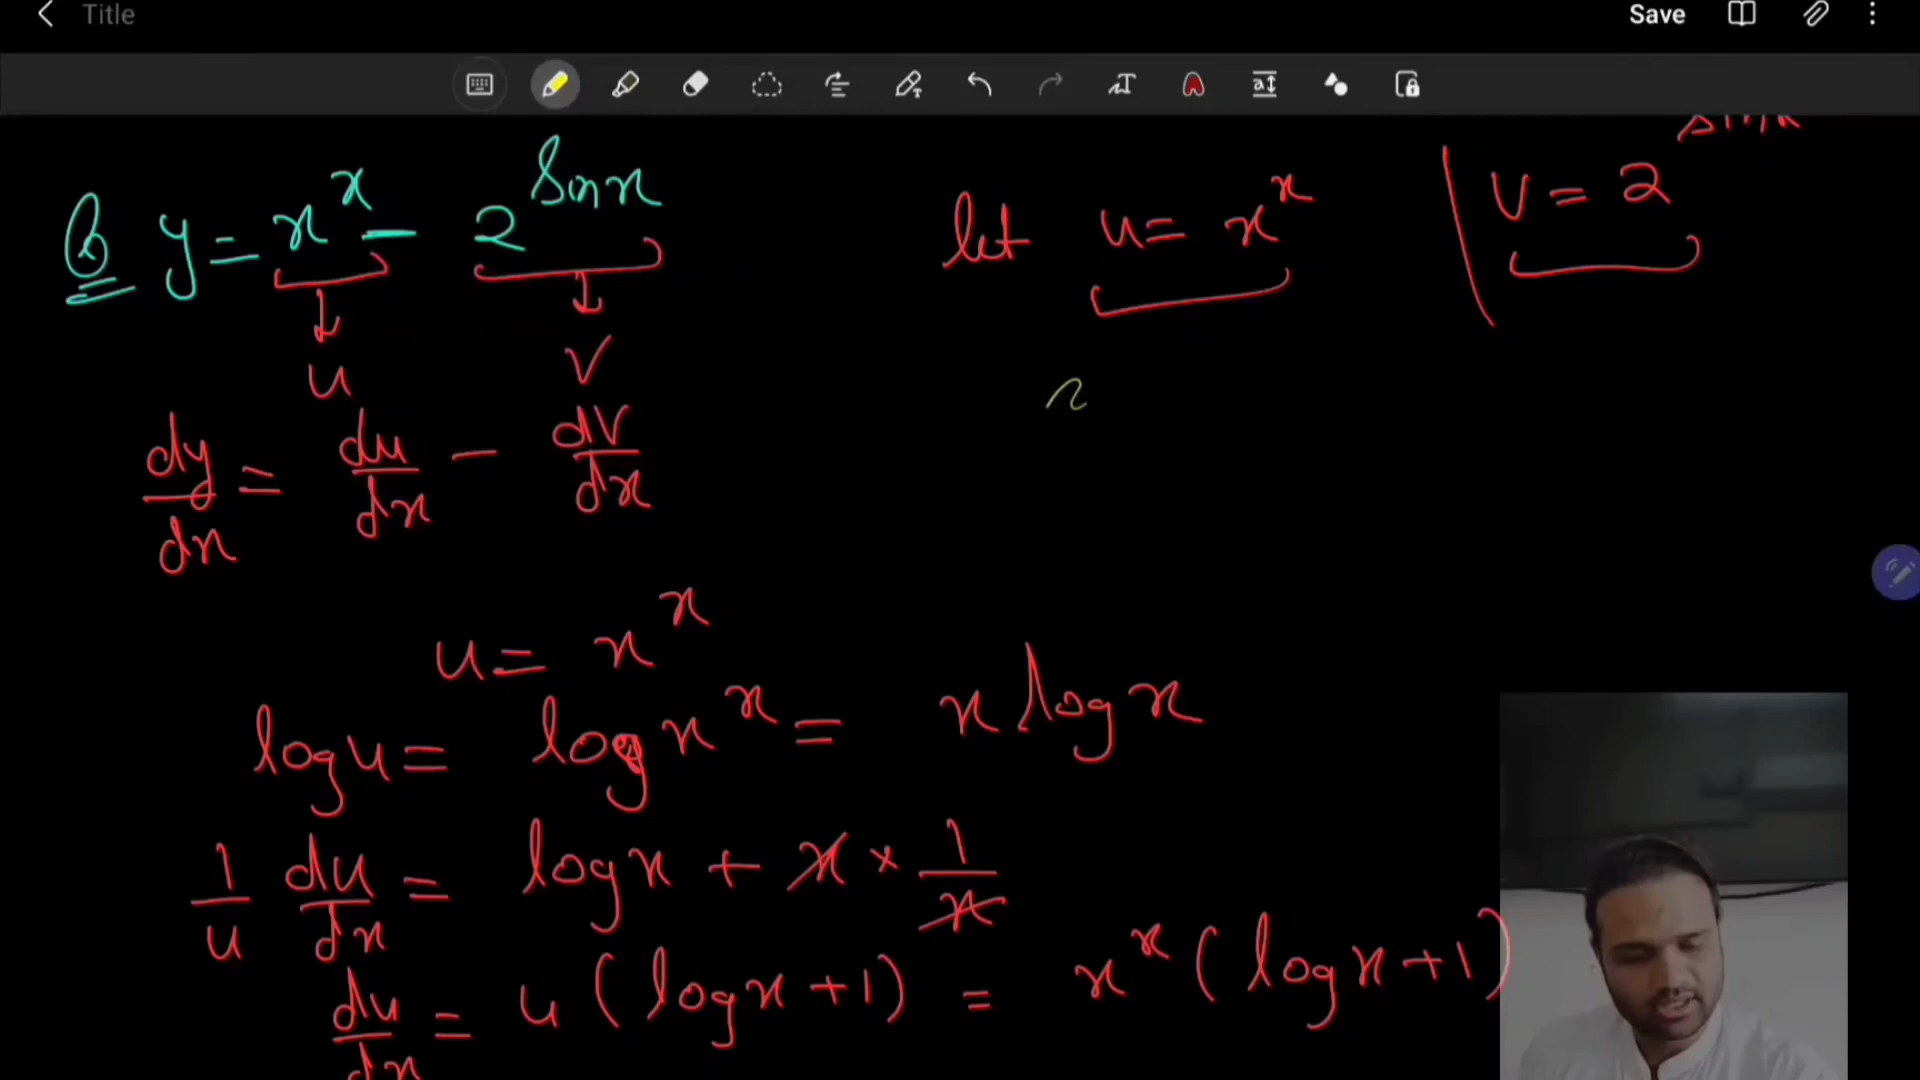 Title
Save
Q y = x^x - 2^sinx
let u = x^x
V = 2^sinx
u
V
dy/dx = du/dx - dV/dx
u = x^x
log u = log x^x = x log x
1/u du/dx = log x + x × 1/x
du/dx = u (log x + 1) = x^x (log x + 1)